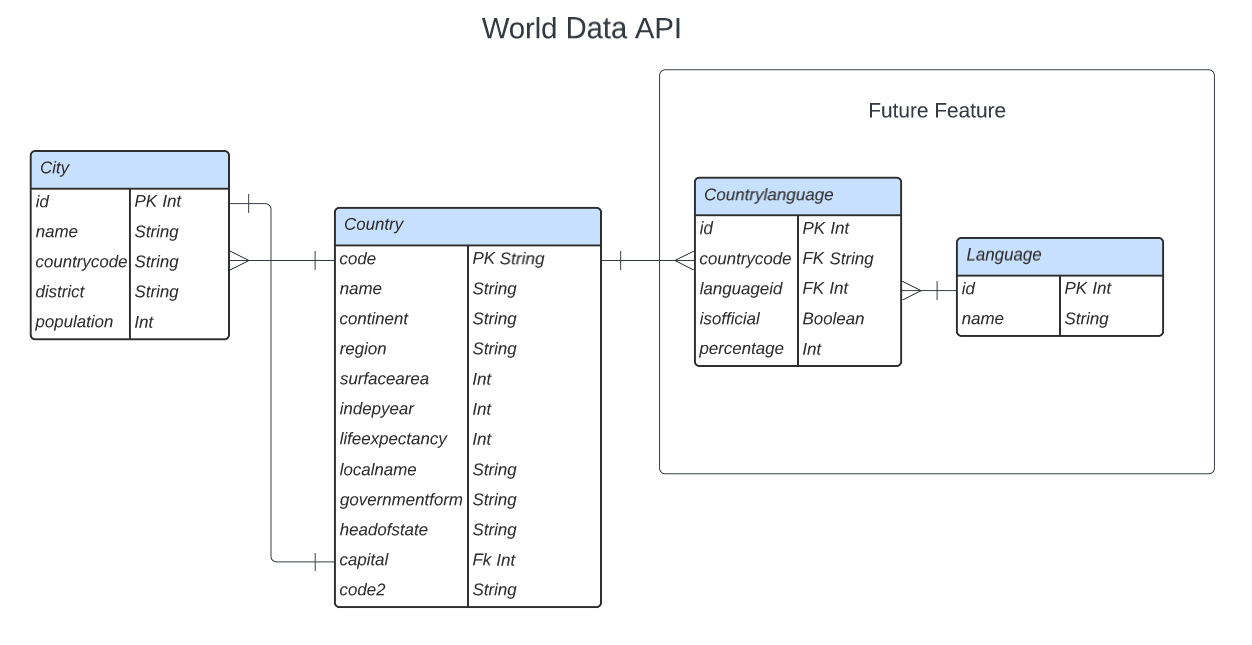 World Data API
Future Feature
City
id PK Int
name String
countrycode String
district String
population Int
Country
code PK String
name String
continent String
region String
surfacearea Int
indepyear Int
lifeexpectancy Int
localname String
governmentform String
headofstate String
capital Fk Int
code2 String
Countrylanguage
id PK Int
countrycode FK String
languageid FK Int
isofficial Boolean
percentage Int
Language
id PK Int
name String